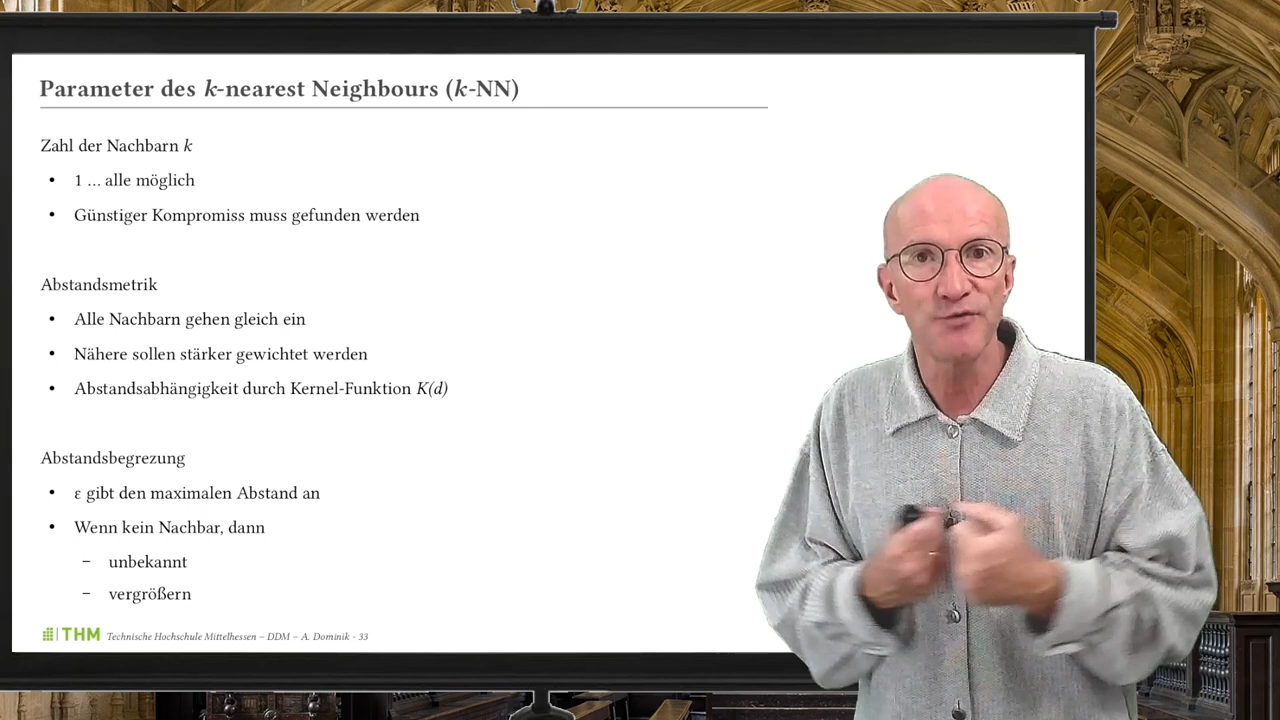 Parameter des k-nearest Neighbours (k-NN)
Zahl der Nachbarn k
• 1 … alle möglich
• Günstiger Kompromiss muss gefunden werden
Abstandsmetrik
• Alle Nachbarn gehen gleich ein
• Nähere sollen stärker gewichtet werden
• Abstandsabhängigkeit durch Kernel-Funktion K(d)
Abstandsbegrezung
• ε gibt den maximalen Abstand an
• Wenn kein Nachbar, dann
– unbekannt
– vergrößern
THM Technische Hochschule Mittelhessen – DDM – A. Dominik - 33